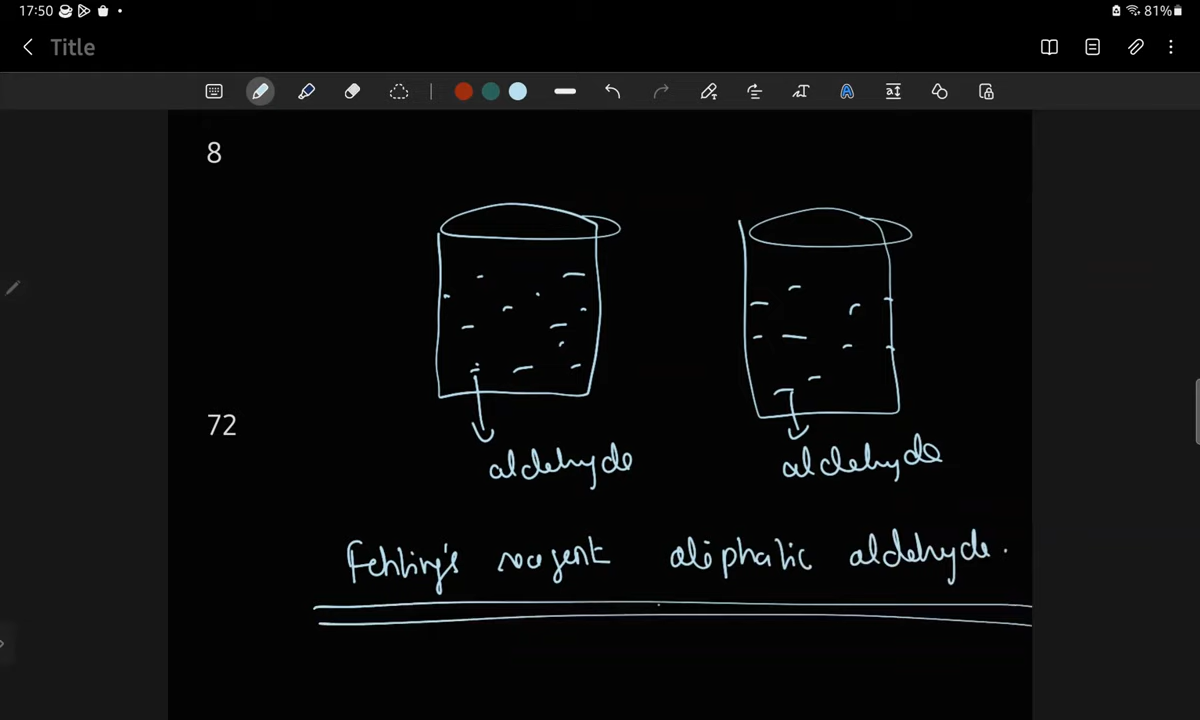 17:50 81%
Title
8
72
aldehyde aldehyde
Fehling's reagent aliphatic aldehyde.